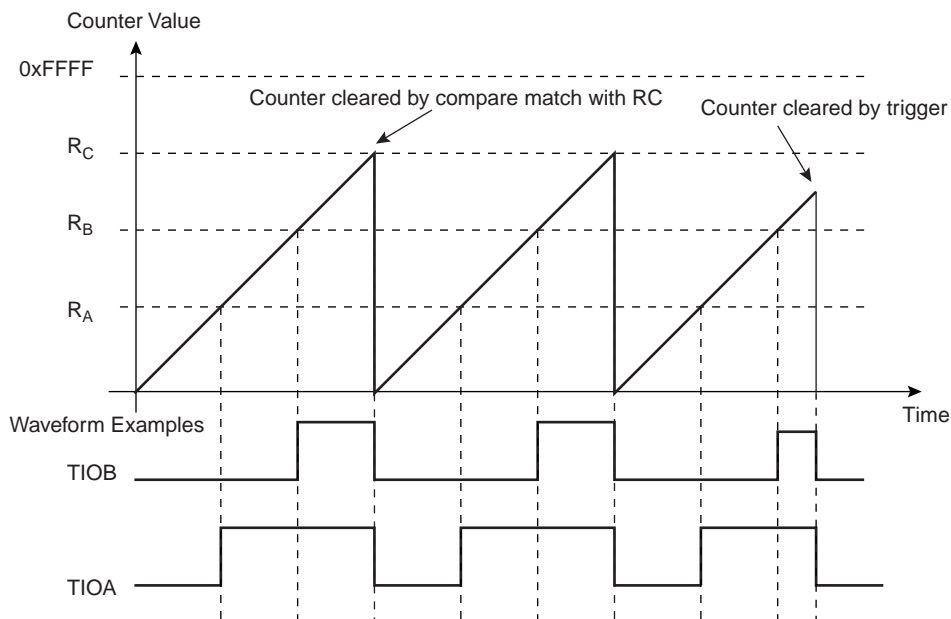 Counter Value
0xFFFF
Counter cleared by compare match with RC
Counter cleared by trigger
RC
RB
RA
Time
Waveform Examples
TIOB
TIOA